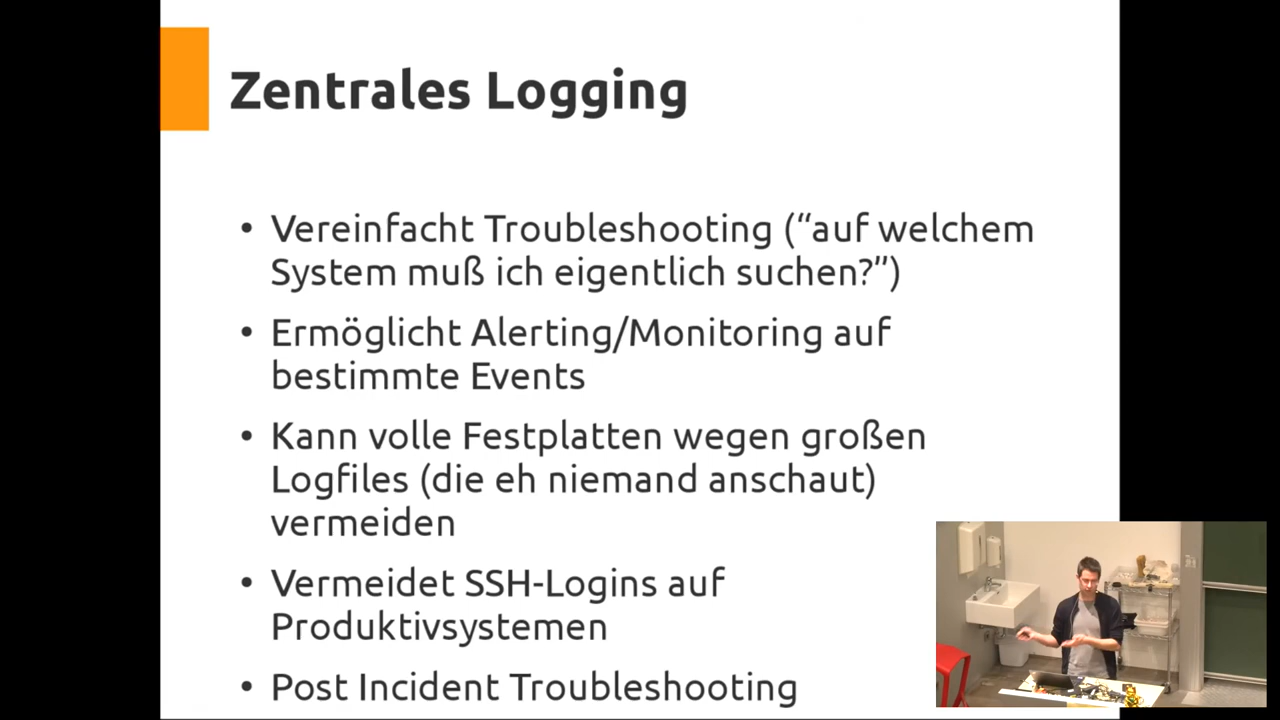 Zentrales Logging
• Vereinfacht Troubleshooting (“auf welchem
System muß ich eigentlich suchen?”)
• Ermöglicht Alerting/Monitoring auf
bestimmte Events
• Kann volle Festplatten wegen großen
Logfiles (die eh niemand anschaut)
vermeiden
• Vermeidet SSH-Logins auf
Produktivsystemen
• Post Incident Troubleshooting